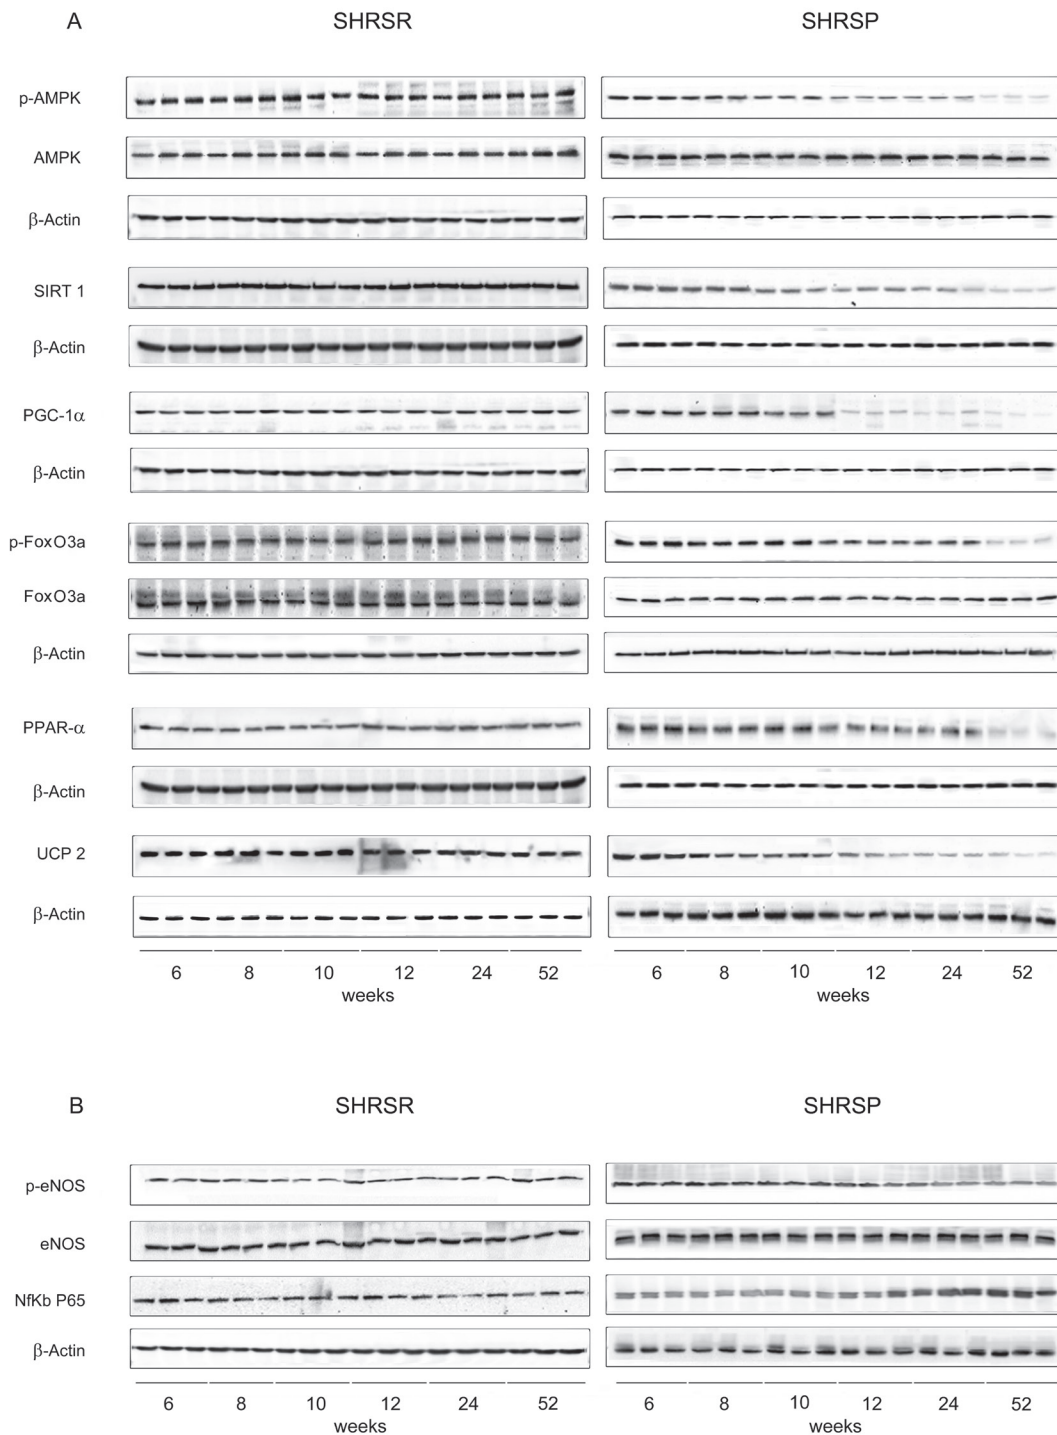 A SHRSR SHRSP
p-AMPK
AMPK
β-Actin
SIRT 1
β-Actin
PGC-1α
β-Actin
p-FoxO3a
FoxO3a
β-Actin
PPAR-α
β-Actin
UCP 2
β-Actin
6 8 10 12 24 52 6 8 10 12 24 52
weeks weeks
B SHRSR SHRSP
p-eNOS
eNOS
NfKb P65
β-Actin
6 8 10 12 24 52 6 8 10 12 24 52
weeks weeks